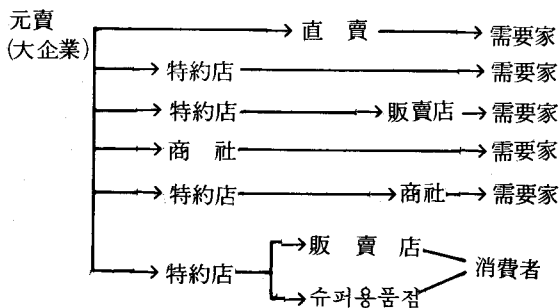 元賣 直 賣 需要家
(大企業)
特約店 需要家
特約店 販賣店 需要家
商 社 需要家
特約店 商社 需要家
販 賣 店
特約店 消費者
슈퍼용품점